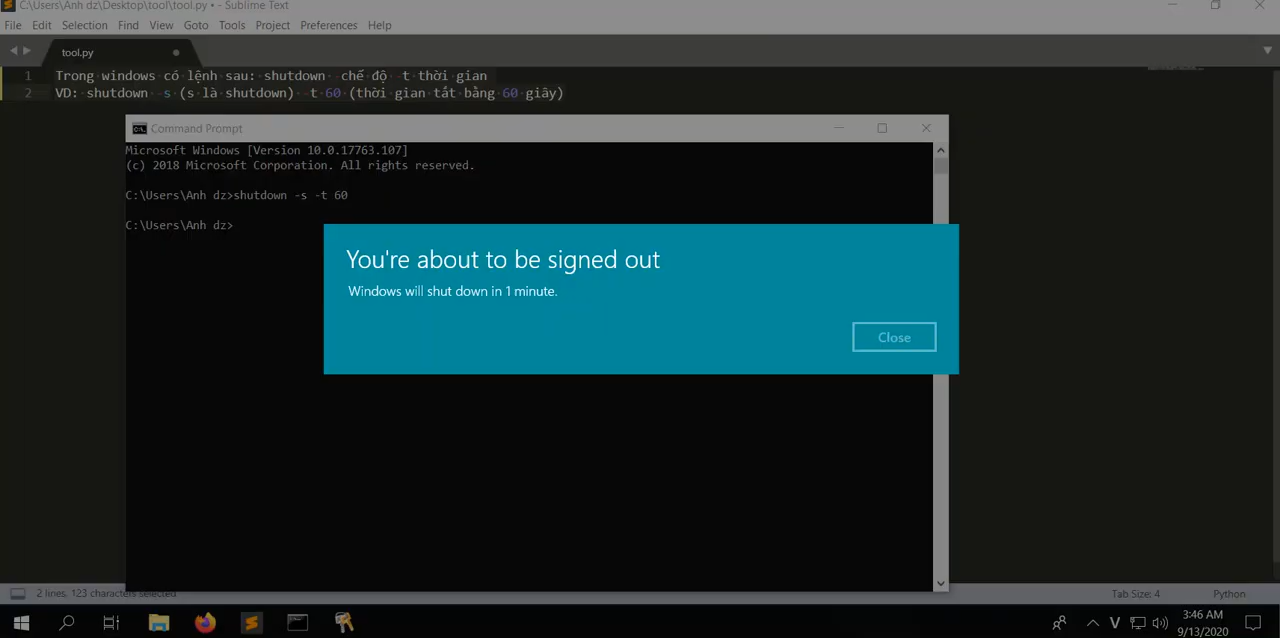 C:\Users\Anh dz\Desktop\tool\tool.py • - Sublime Text
File Edit Selection Find View Goto Tools Project Preferences Help
tool.py
1 Trong windows có lệnh sau: shutdown -chế độ -t thời gian
2 VD: shutdown -s (s là shutdown) -t 60 (thời gian tắt bằng 60 giây)
Command Prompt
Microsoft Windows [Version 10.0.17763.107]
(c) 2018 Microsoft Corporation. All rights reserved.
C:\Users\Anh dz>shutdown -s -t 60
C:\Users\Anh dz>
You're about to be signed out
Windows will shut down in 1 minute.
Close
2 lines, 123 characters selected
Tab Size: 4
Python
V
3:46 AM
9/13/2020